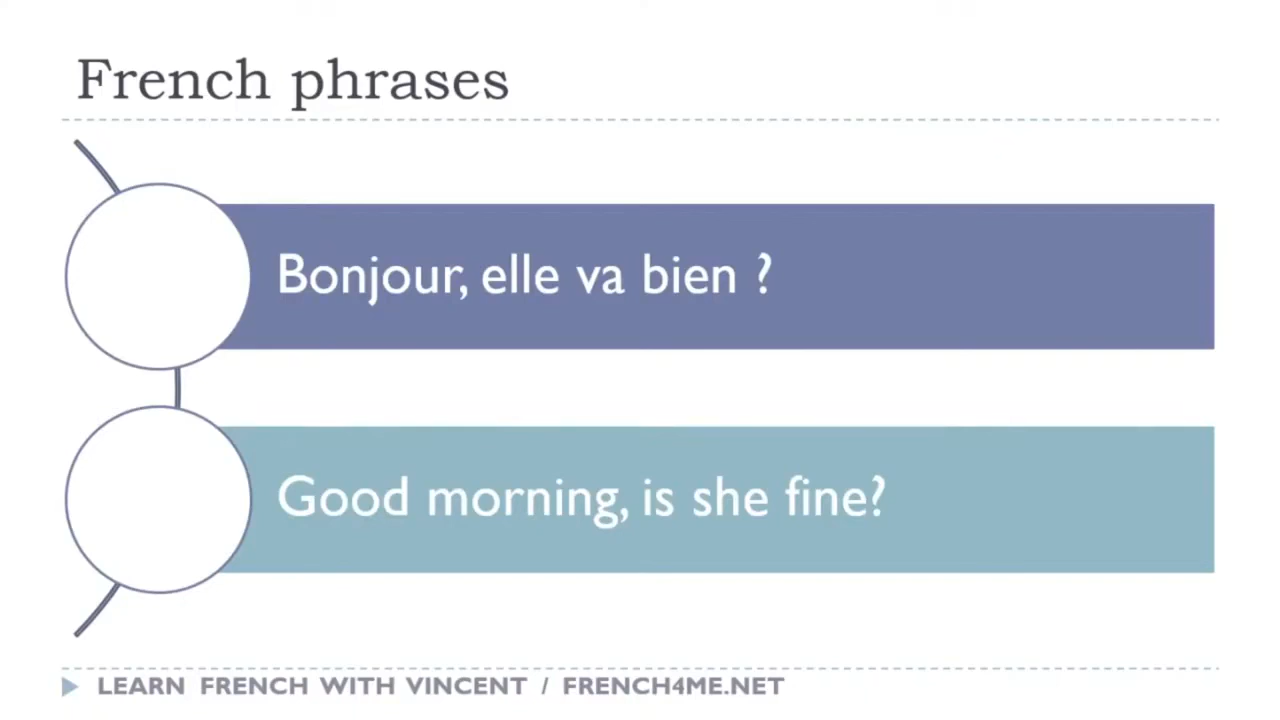 French phrases
Bonjour, elle va bien ?
Good morning, is she fine?
LEARN FRENCH WITH VINCENT / FRENCH4ME.NET